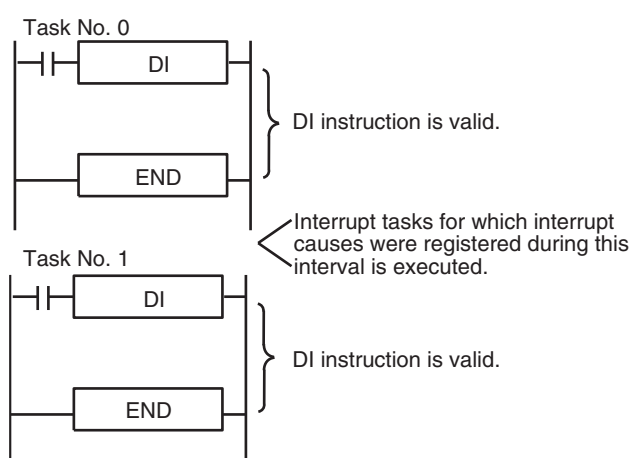 Task No. 0
DI
DI instruction is valid.
END
Interrupt tasks for which interrupt
causes were registered during this
interval is executed.
Task No. 1
DI
DI instruction is valid.
END